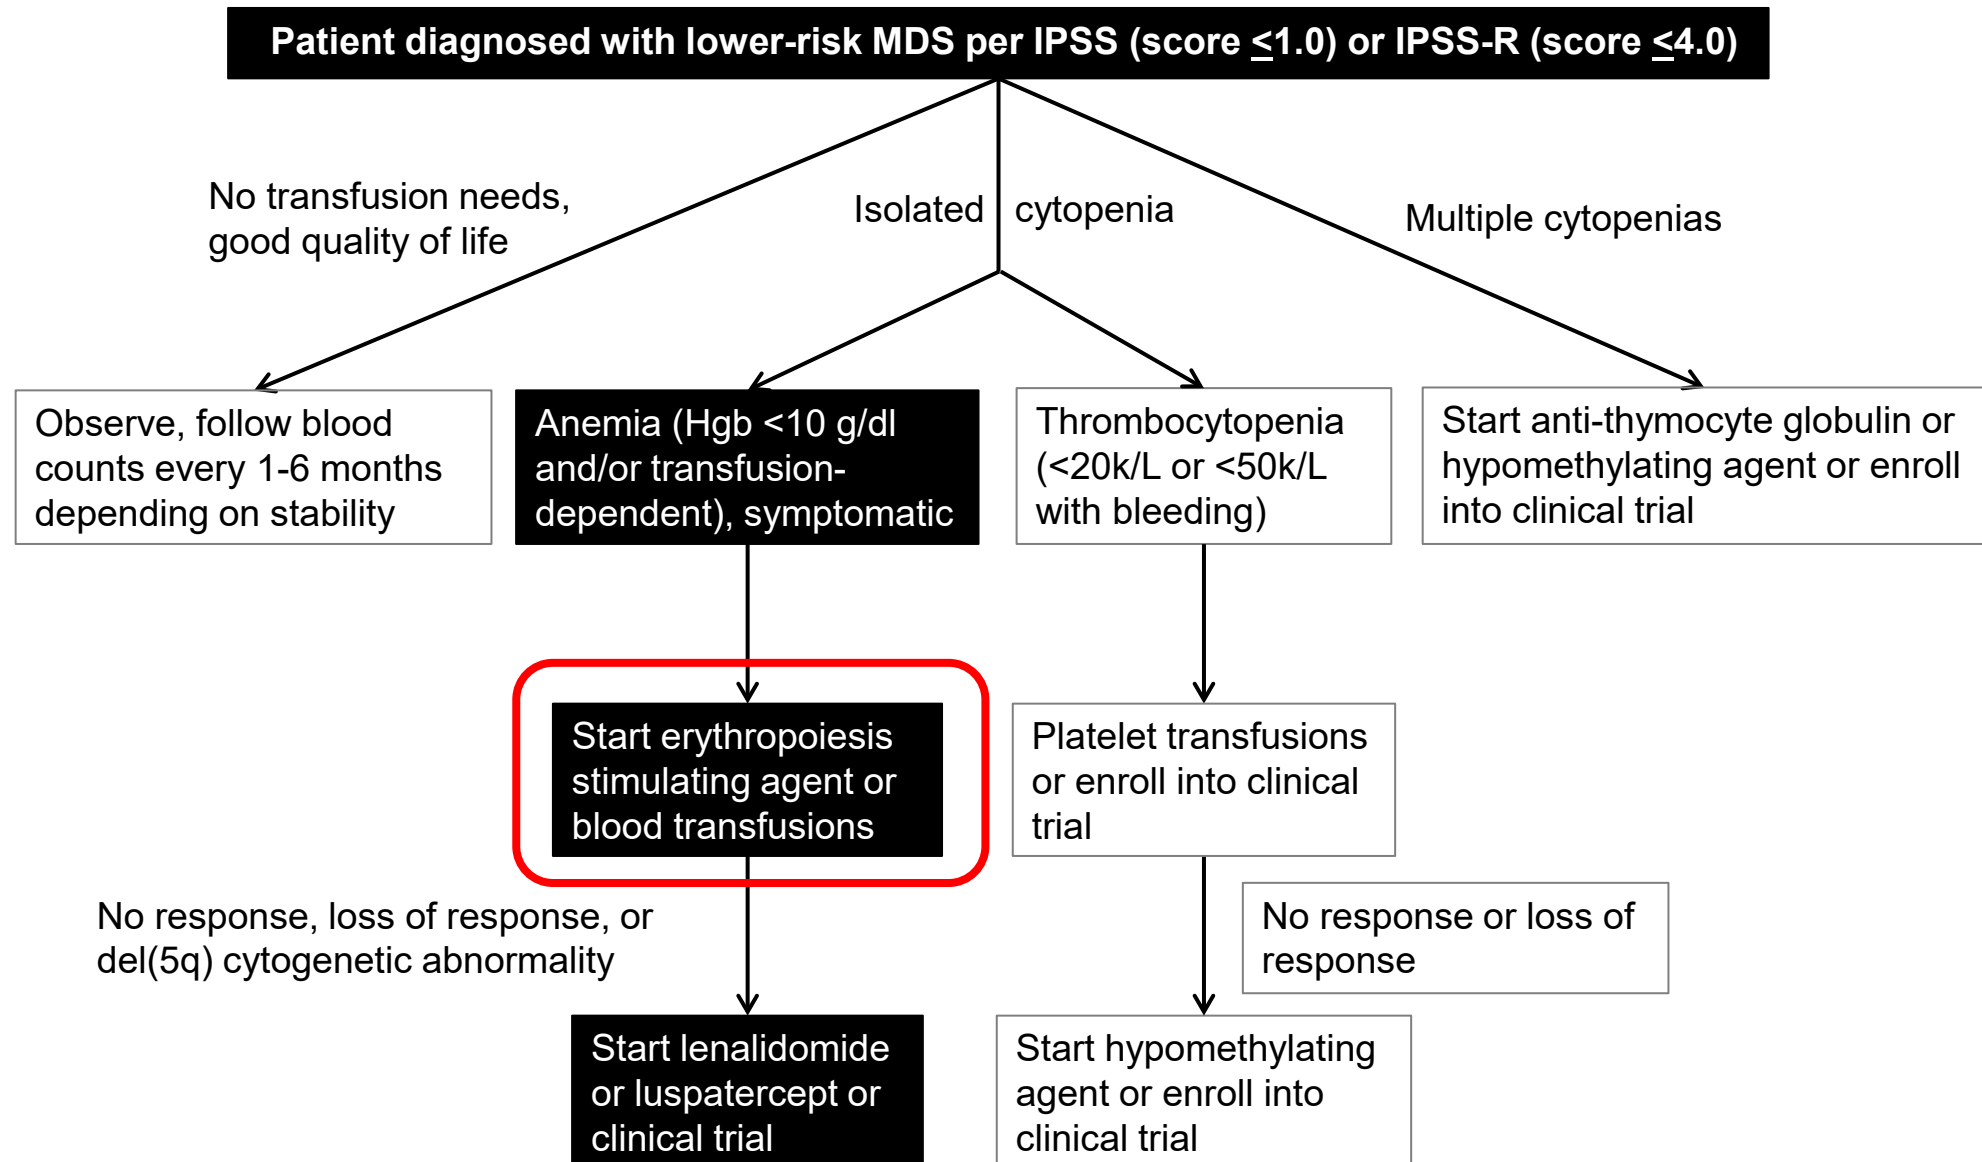 Patient diagnosed with lower-risk MDS per IPSS (score ≤1.0) or IPSS-R (score ≤4.0)
No transfusion needs,
good quality of life
Isolated cytopenia
Multiple cytopenias
Observe, follow blood
counts every 1-6 months
depending on stability
Anemia (Hgb <10 g/dl
and/or transfusion-
dependent), symptomatic
Thrombocytopenia
(<20k/L or <50k/L
with bleeding)
Start anti-thymocyte globulin or
hypomethylating agent or enroll
into clinical trial
Start erythropoiesis
stimulating agent or
blood transfusions
Platelet transfusions
or enroll into clinical
trial
No response, loss of response, or
del(5q) cytogenetic abnormality
No response or loss of
response
Start lenalidomide
or luspatercept or
clinical trial
Start hypomethylating
agent or enroll into
clinical trial